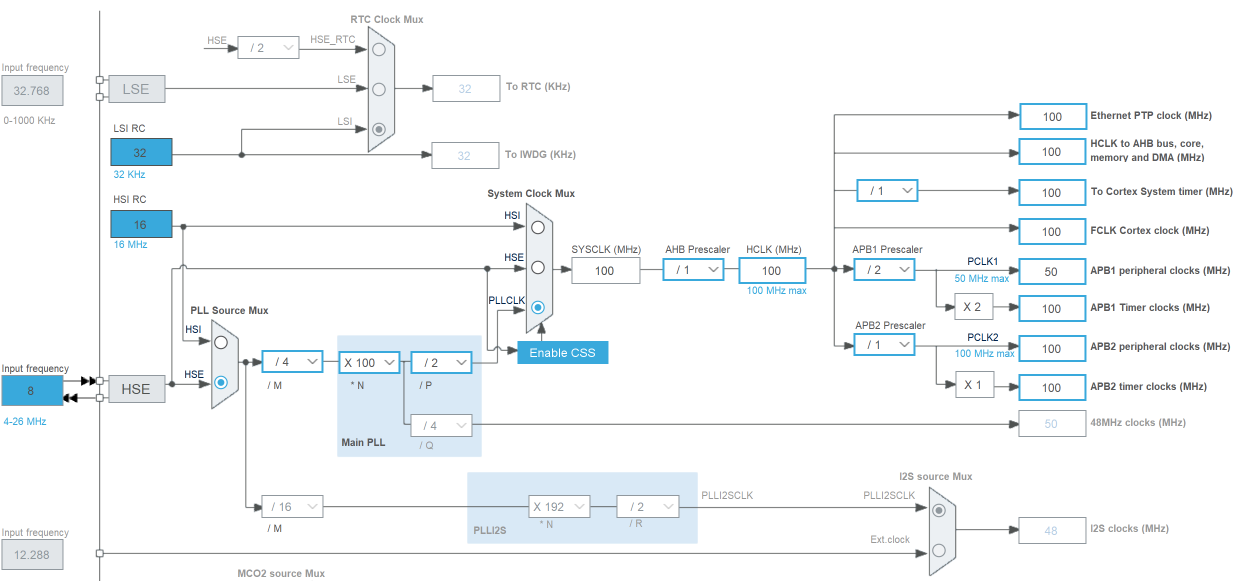 RTC Clock Mux
HSE
/ 2
HSE_RTC
Input frequency
32.768
0-1000 KHz
LSE
LSE
32
To RTC (KHz)
LSI
LSI RC
32
32 KHz
32
To IWDG (KHz)
HSI RC
16
16 MHz
System Clock Mux
HSI
HSE
PLLCLK
Enable CSS
SYSCLK (MHz)
100
AHB Prescaler
/ 1
HCLK (MHz)
100
100 MHz max
100
Ethernet PTP clock (MHz)
100
HCLK to AHB bus, core,
memory and DMA (MHz)
/ 1
100
To Cortex System timer (MHz)
100
FCLK Cortex clock (MHz)
APB1 Prescaler
/ 2
PCLK1
50 MHz max
50
APB1 peripheral clocks (MHz)
X 2
100
APB1 Timer clocks (MHz)
APB2 Prescaler
/ 1
PCLK2
100 MHz max
100
APB2 peripheral clocks (MHz)
X 1
100
APB2 timer clocks (MHz)
PLL Source Mux
HSI
HSE
Input frequency
8
4-26 MHz
HSE
/ 4
/ M
X 100
* N
/ 2
/ P
/ 4
/ Q
Main PLL
50
48MHz clocks (MHz)
/ 16
/ M
X 192
* N
/ 2
/ R
PLLI2S
PLLI2SCLK
I2S source Mux
PLLI2SCLK
Ext.clock
48
I2S clocks (MHz)
Input frequency
12.288
MCO2 source Mux